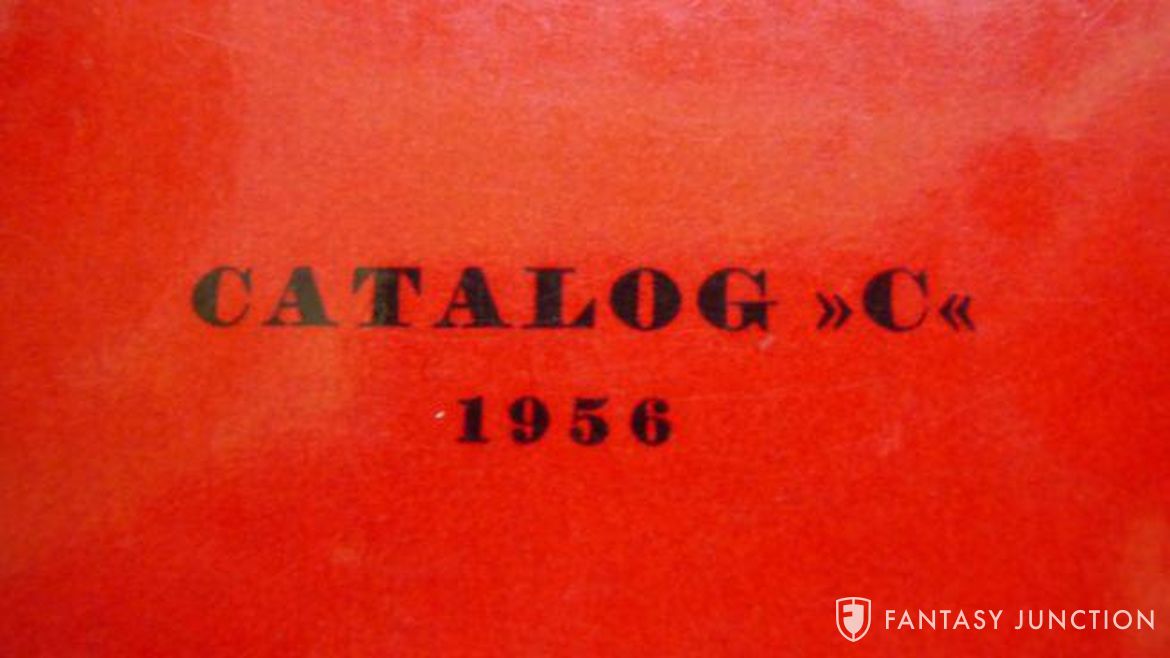 CATALOG »C«
1956
FANTASY JUNCTION